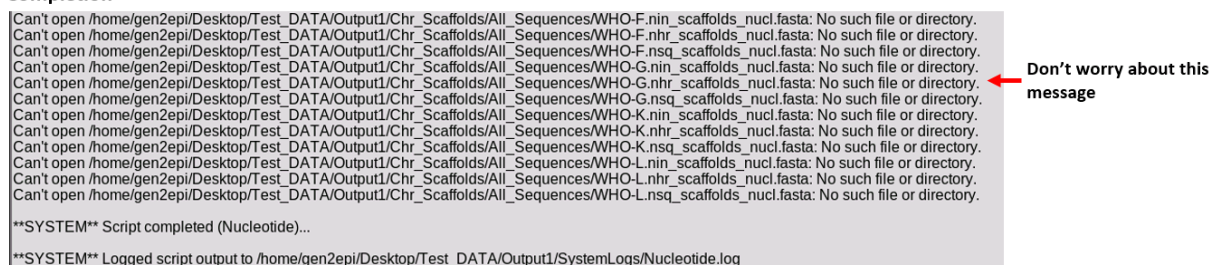 Can't open /home/gen2epi/Desktop/Test_DATA/Output1/Chr_Scaffolds/All_Sequences/WHO-F.nin_scaffolds_nucl.fasta: No such file or directory.
Can't open /home/gen2epi/Desktop/Test_DATA/Output1/Chr_Scaffolds/All_Sequences/WHO-F.nhr_scaffolds_nucl.fasta: No such file or directory.
Can't open /home/gen2epi/Desktop/Test_DATA/Output1/Chr_Scaffolds/All_Sequences/WHO-F.nsq_scaffolds_nucl.fasta: No such file or directory.
Can't open /home/gen2epi/Desktop/Test_DATA/Output1/Chr_Scaffolds/All_Sequences/WHO-G.nin_scaffolds_nucl.fasta: No such file or directory.
Can't open /home/gen2epi/Desktop/Test_DATA/Output1/Chr_Scaffolds/All_Sequences/WHO-G.nhr_scaffolds_nucl.fasta: No such file or directory.
Can't open /home/gen2epi/Desktop/Test_DATA/Output1/Chr_Scaffolds/All_Sequences/WHO-G.nsq_scaffolds_nucl.fasta: No such file or directory.
Can't open /home/gen2epi/Desktop/Test_DATA/Output1/Chr_Scaffolds/All_Sequences/WHO-K.nin_scaffolds_nucl.fasta: No such file or directory.
Can't open /home/gen2epi/Desktop/Test_DATA/Output1/Chr_Scaffolds/All_Sequences/WHO-K.nhr_scaffolds_nucl.fasta: No such file or directory.
Can't open /home/gen2epi/Desktop/Test_DATA/Output1/Chr_Scaffolds/All_Sequences/WHO-K.nsq_scaffolds_nucl.fasta: No such file or directory.
Can't open /home/gen2epi/Desktop/Test_DATA/Output1/Chr_Scaffolds/All_Sequences/WHO-L.nin_scaffolds_nucl.fasta: No such file or directory.
Can't open /home/gen2epi/Desktop/Test_DATA/Output1/Chr_Scaffolds/All_Sequences/WHO-L.nhr_scaffolds_nucl.fasta: No such file or directory.
Can't open /home/gen2epi/Desktop/Test_DATA/Output1/Chr_Scaffolds/All_Sequences/WHO-L.nsq_scaffolds_nucl.fasta: No such file or directory.
**SYSTEM** Script completed (Nucleotide)...
**SYSTEM** Logged script output to /home/gen2epi/Desktop/Test_DATA/Output1/SystemLogs/Nucleotide.log
Don't worry about this
message